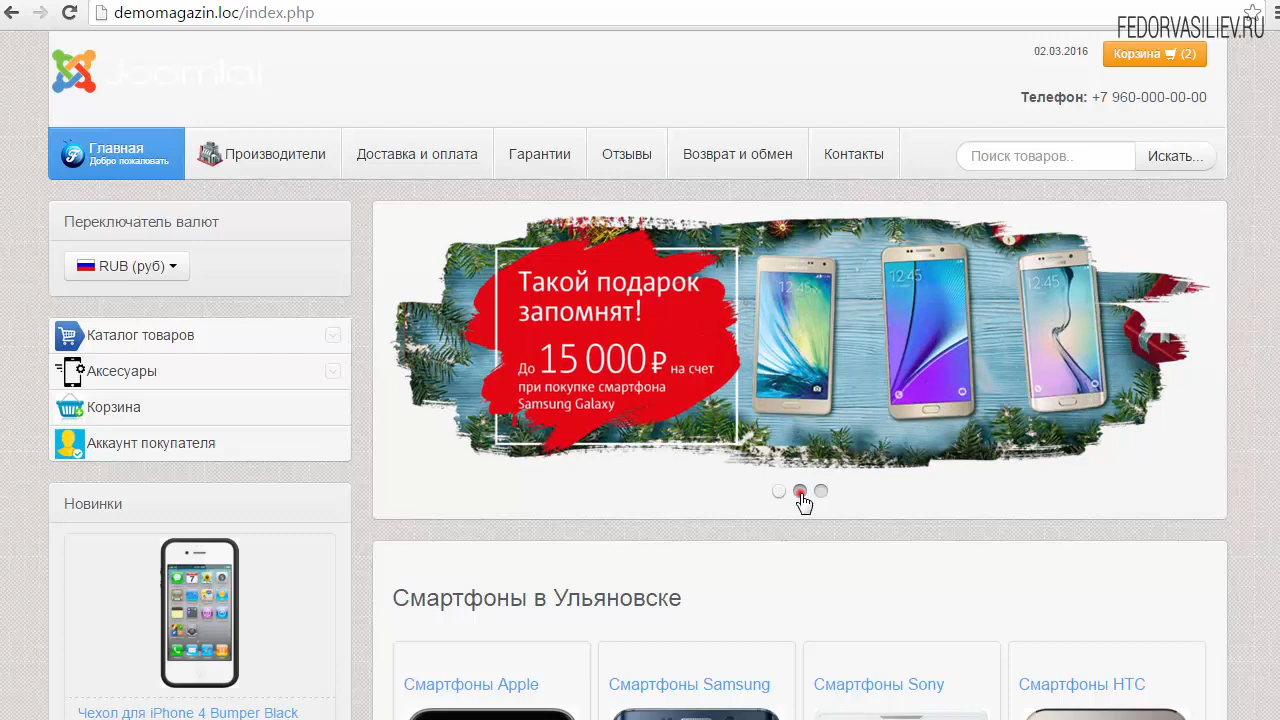 demomagazin.loc/index.php
FEDORVASILIEV.RU
Joomla!
02.03.2016
Корзина (2)
Телефон: +7 960-000-00-00
Главная
Добро пожаловать
Производители
Доставка и оплата
Гарантии
Отзывы
Возврат и обмен
Контакты
Поиск товаров..
Искать...
Переключатель валют
RUB (руб)
Каталог товаров
Аксесуары
Корзина
Аккаунт покупателя
Новинки
Чехол для iPhone 4 Bumper Black
Такой подарок
запомнят!
До 15 000 ₽ на счет
при покупке смартфона
Samsung Galaxy
Смартфоны в Ульяновске
Смартфоны Apple
Смартфоны Samsung
Смартфоны Sony
Смартфоны HTC